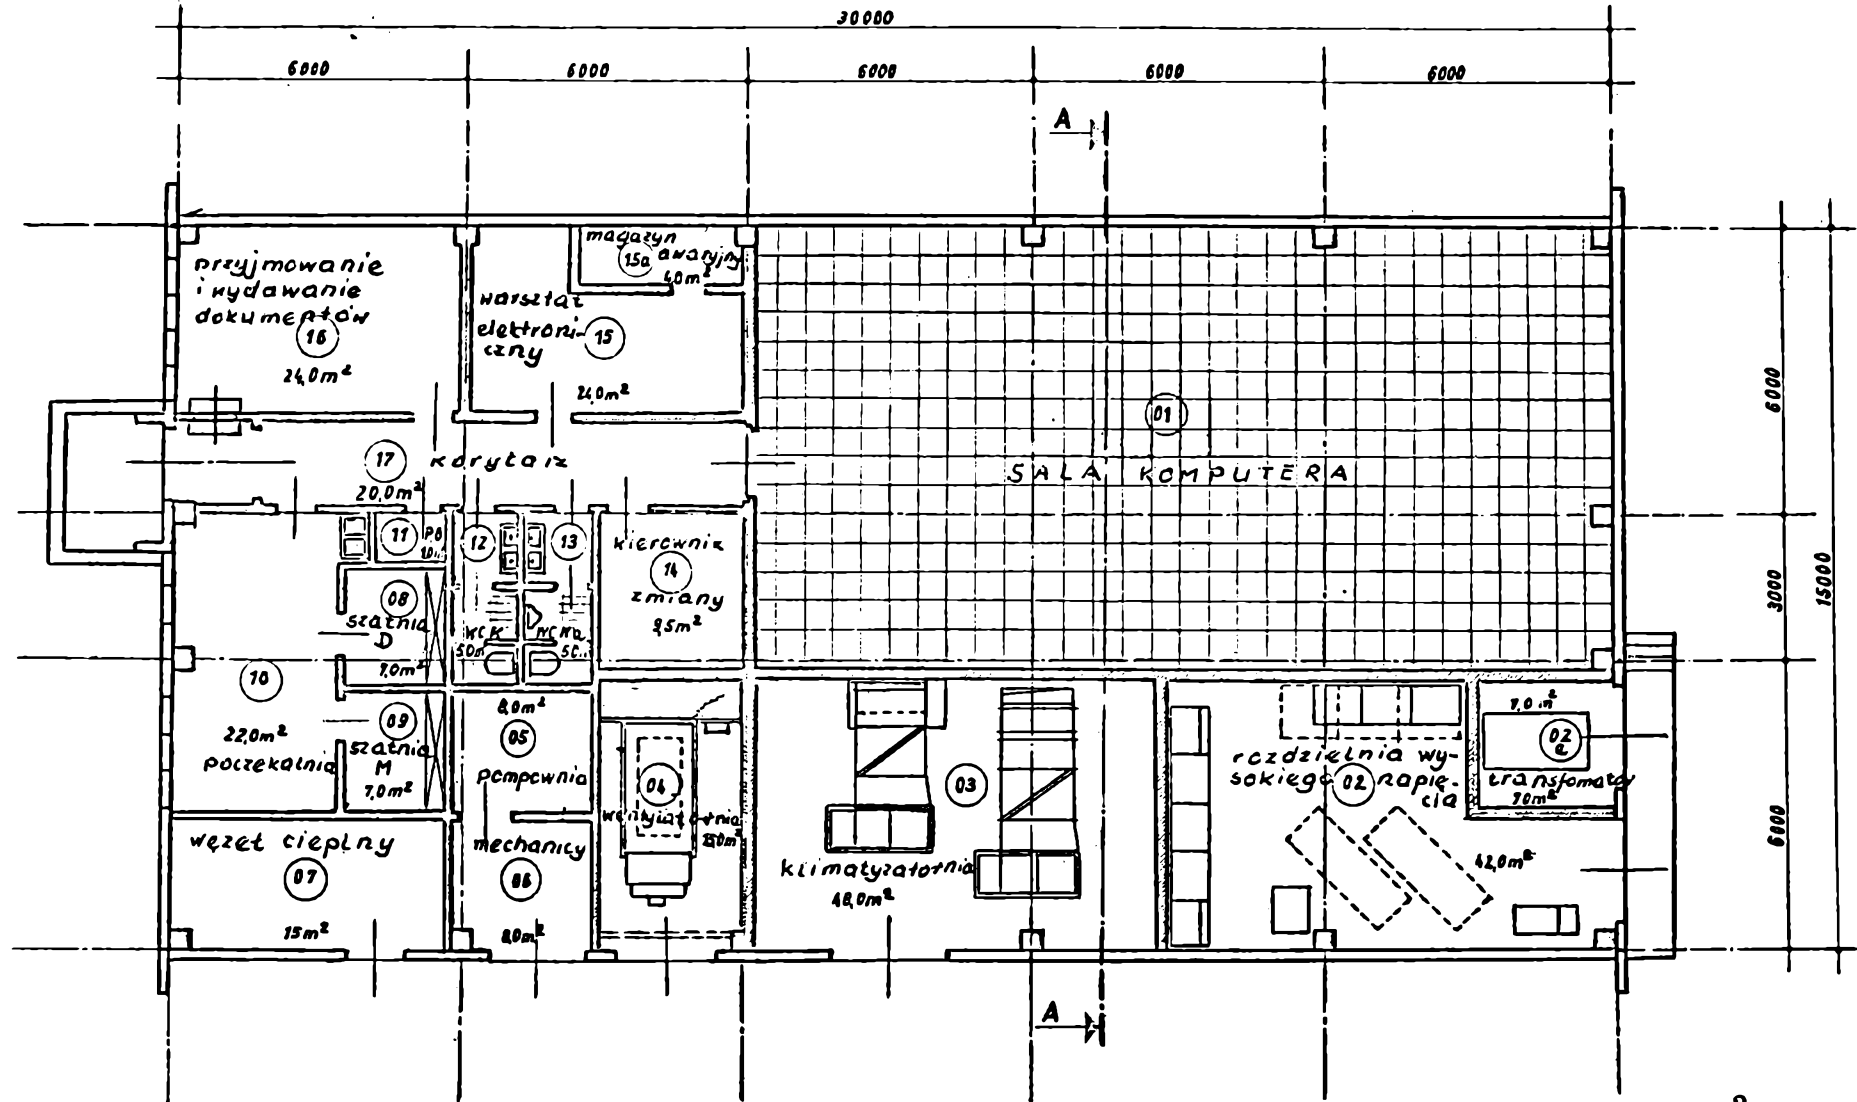 30000
6000 6000 6000 6000 6000
A
przyjmowanie
i wydawanie
dokumentów
16
24,0m²
magazyn
15a awaryjny
4,0m²
warsztat
elektroni-
czny
15
24,0m²
01
SALA KOMPUTERA
17 korytarz
20,0m²
11
12
13
kierownik
14
zmiany
9,5m²
08
szatnia
D
7,0m²
WCK
WC
10
22,0m²
poczekalnia
09
szatnia
M
7,0m²
8,0m²
05
pompownia
04
wentylatornia
03
klimatyzatornia
48,0m²
rozdzielnia wy-
sokiego 02 napię-
cia
42,0m²
7,0m²
02
a
transfomator
7,0m²
węzeł cieplny
07
15m²
mechanicy
06
8,0m²
A
6000
3000
6000
15000